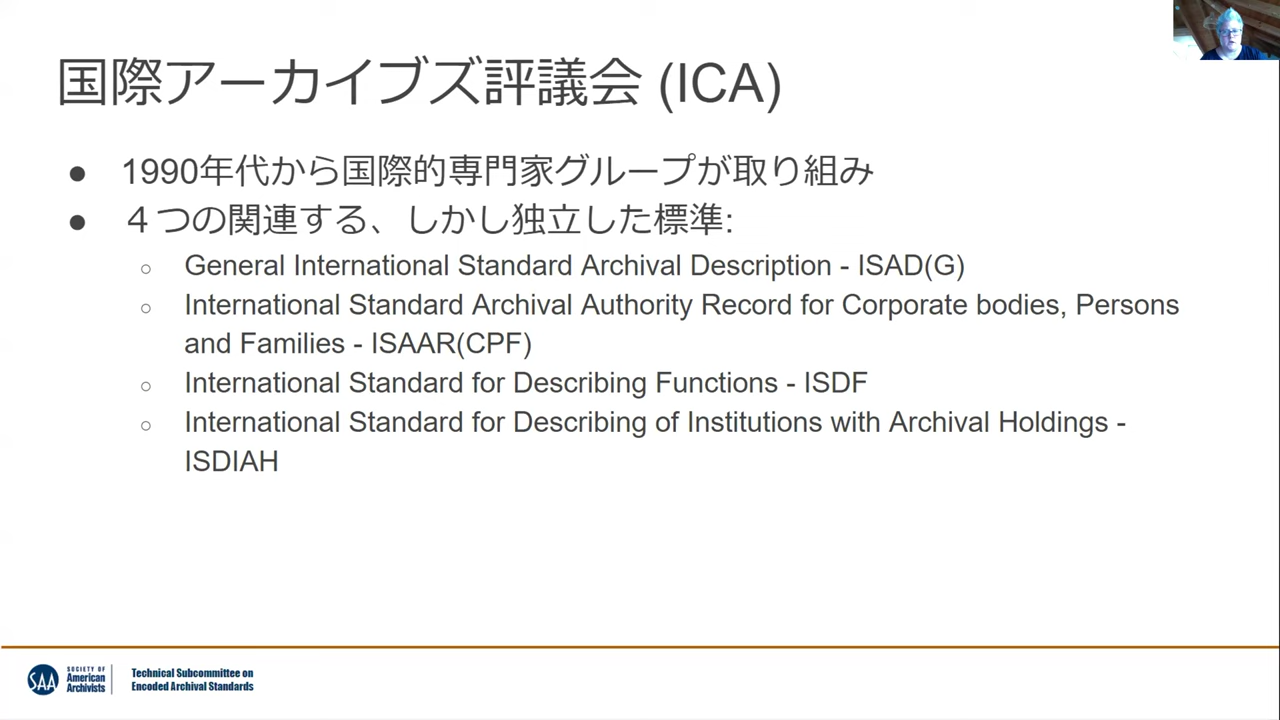 国際アーカイブズ評議会 (ICA)
● 1990年代から国際的専門家グループが取り組み
● ４つの関連する、しかし独立した標準:
○ General International Standard Archival Description - ISAD(G)
○ International Standard Archival Authority Record for Corporate bodies, Persons
and Families - ISAAR(CPF)
○ International Standard for Describing Functions - ISDF
○ International Standard for Describing of Institutions with Archival Holdings -
ISDIAH
SAA
SOCIETY OF
American
Archivists
Technical Subcommittee on
Encoded Archival Standards